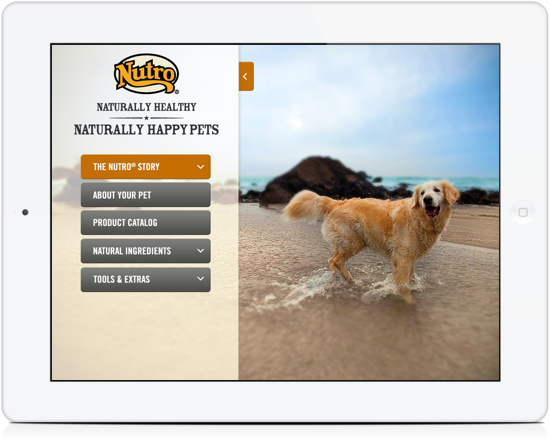 Nutro®
NATURALLY HEALTHY
NATURALLY HAPPY PETS
THE NUTRO® STORY
ABOUT YOUR PET
PRODUCT CATALOG
NATURAL INGREDIENTS
TOOLS & EXTRAS